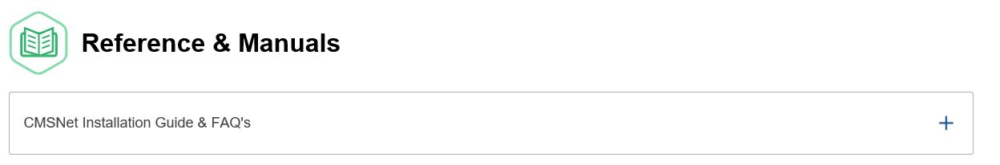 Reference & Manuals
CMSNet Installation Guide & FAQ's